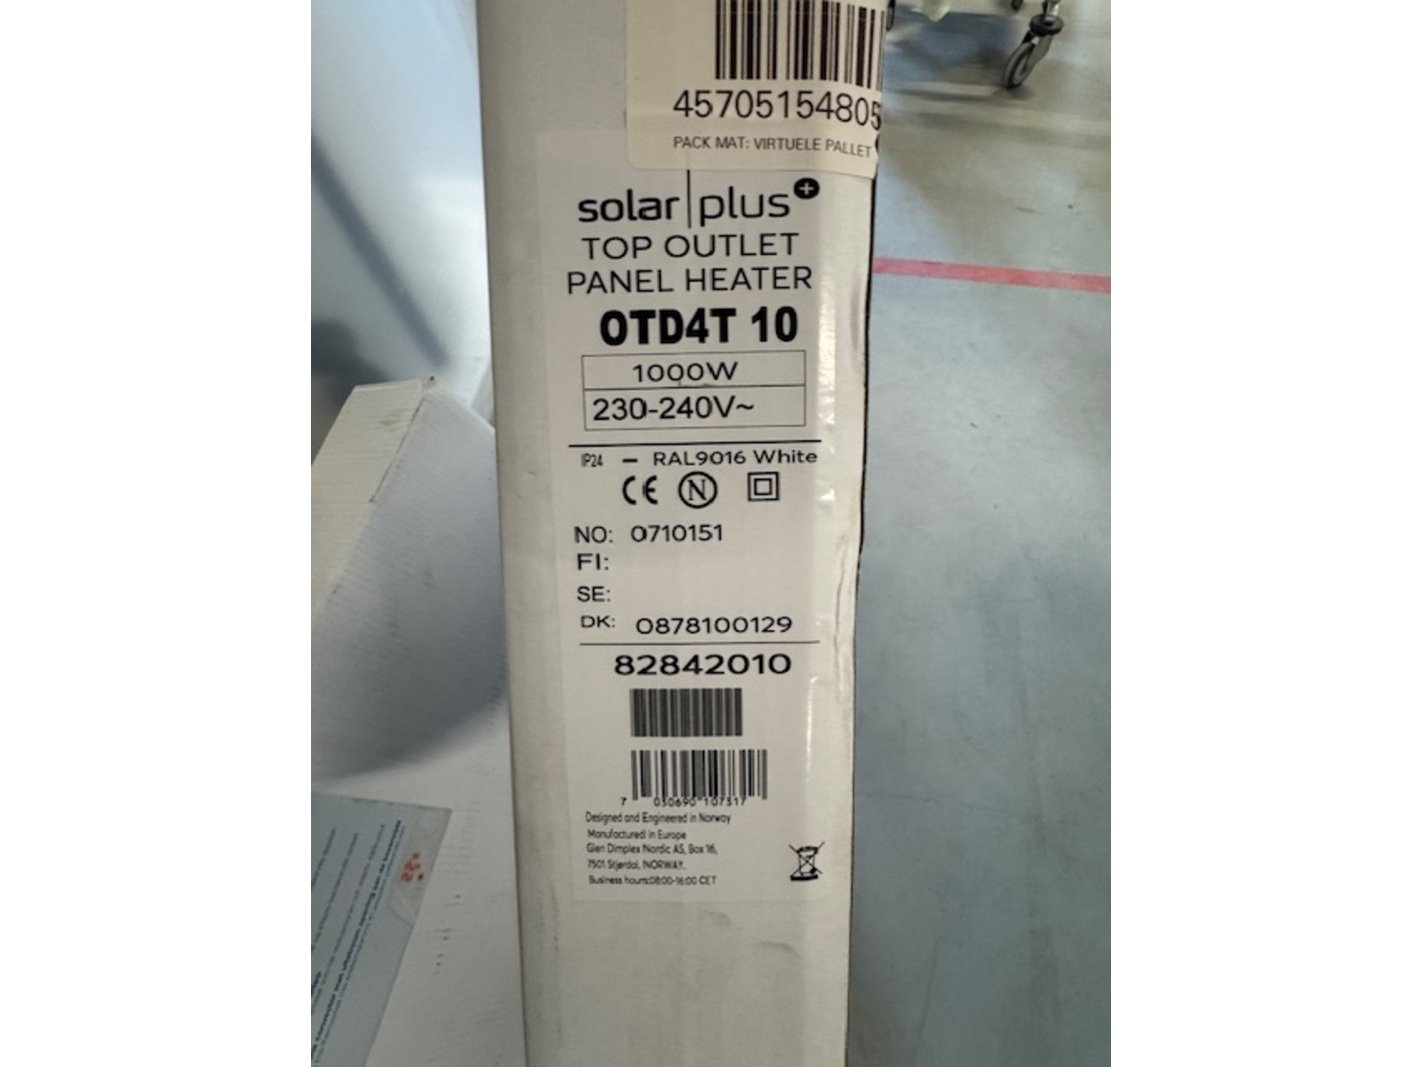 45705154805
PACK MAT: VIRTUELE PALLET
solar plus+
TOP OUTLET
PANEL HEATER
OTD4T 10
1000W
230-240V~
IP24 – RAL9016 White
CE N
NO: 0710151
FI:
SE:
DK: 0878100129
82842010
7 030690 107317
Designed and Engineered in Norway
Manufactured in Europe
Glen Dimplex Nordic AS, Box 16,
7501 Stjørdal, NORWAY.
Business hours:08:00-16:00 CET